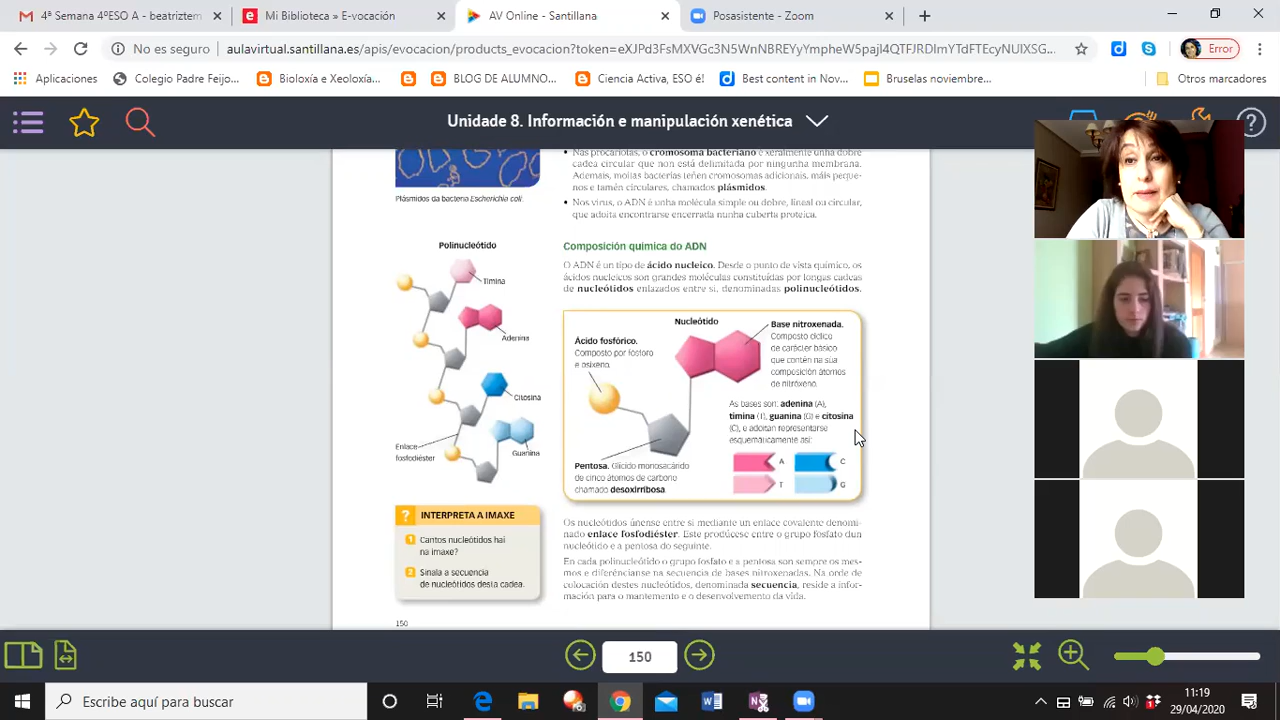 4ª Semana 4ºESO A - beatriztem
Mi Biblioteca » E-vocación
AV Online - Santillana
Posasistente - Zoom
No es seguro
aulavirtual.santillana.es/apis/evocacion/products_evocacion?token=eXJPd3FsMXVGc3N5WnNBREYyYmpheW5pajl4QTFJRDlmYTdFTEcyNUlXSG...
Error
Aplicaciones
Colegio Padre Feijo...
Bioloxía e Xeoloxía...
BLOG DE ALUMNO...
Ciencia Activa, ESO é!
Best content in Nov...
Bruselas noviembre...
Otros marcadores
Unidade 8. Información e manipulación xenética
Plásmidos da bacteria Escherichia coli.
• Nas procariotas, o cromosoma bacteriano é xeralmente unha dobre
cadea circular que non está delimitada por ningunha membrana.
Ademais, moitas bacterias teñen cromosomas adicionais, máis peque-
nos e tamén circulares, chamados plásmidos.
• Nos virus, o ADN é unha molécula simple ou dobre, lineal ou circular,
que adoita encontrarse encerrada nunha cuberta proteica.
Polinucleótido
Timina
Adenina
Citosina
Guanina
Enlace
fosfodiéster
Composición química do ADN
O ADN é un tipo de ácido nucleico. Desde o punto de vista químico, os
ácidos nucleicos son grandes moléculas constituídas por longas cadeas
de nucleótidos enlazados entre si, denominadas polinucleótidos.
Nucleótido
Ácido fosfórico.
Composto por fósforo
e osíxeno.
Base nitroxenada.
Composto cíclico
de carácter básico
que contén na súa
composición átomos
de nitróxeno.
As bases son: adenina (A),
timina (T), guanina (G) e citosina
(C), e adoitan representarse
esquematicamente así:
A
C
T
G
Pentosa. Glícido monosacárido
de cinco átomos de carbono
chamado desoxirribosa.
? INTERPRETA A IMAXE
1 Cantos nucleótidos hai
na imaxe?
2 Sinala a secuencia
de nucleótidos desta cadea.
Os nucleótidos únense entre si mediante un enlace covalente denomi-
nado enlace fosfodiéster. Este prodúcese entre o grupo fosfato dun
nucleótido e a pentosa do seguinte.
En cada polinucleótido o grupo fosfato e a pentosa son sempre os mes-
mos e diferéncianse na secuencia de bases nitroxenadas. Na orde de
colocación destes nucleótidos, denominada secuencia, reside a infor-
mación para o mantemento e o desenvolvemento da vida.
150
150
Escribe aquí para buscar
11:19
29/04/2020